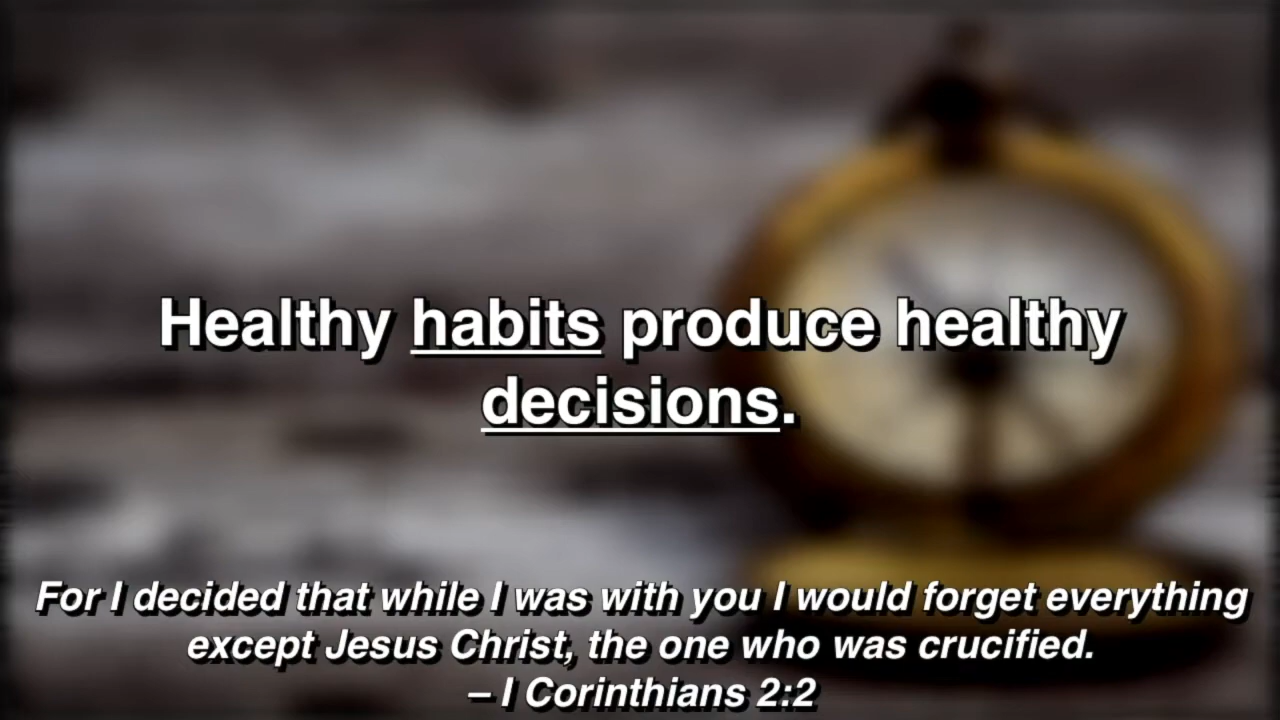 Healthy habits produce healthy
decisions.
For I decided that while I was with you I would forget everything
except Jesus Christ, the one who was crucified.
– I Corinthians 2:2